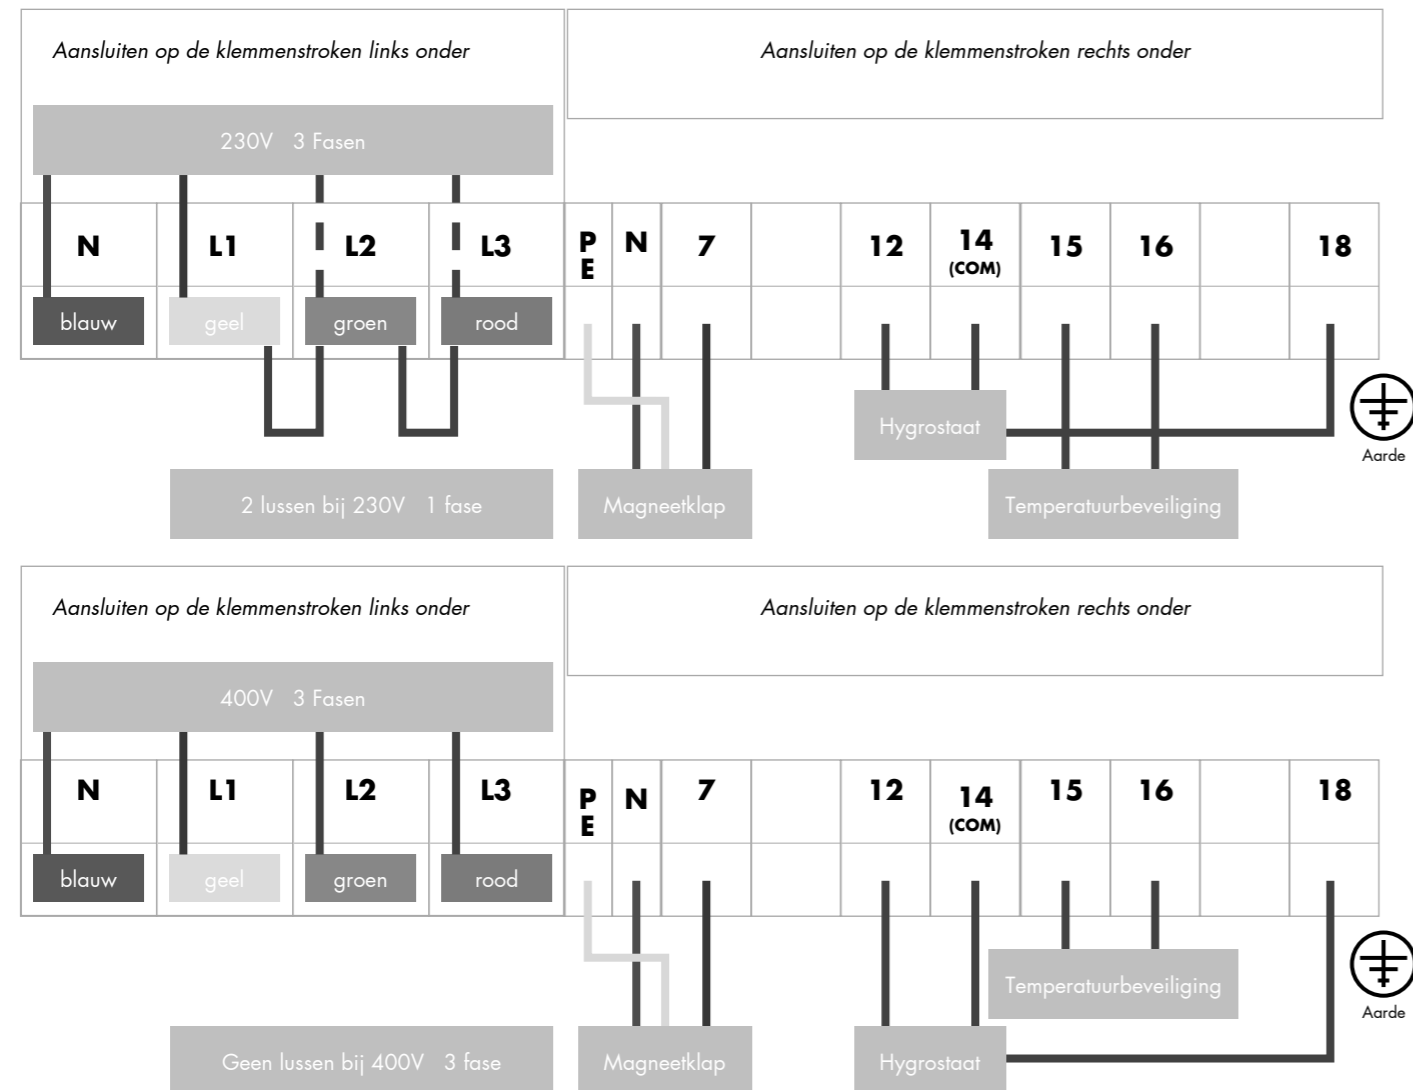 Aansluiten op de klemmenstroken links onder
Aansluiten op de klemmenstroken rechts onder
230V 3 Fasen
N L1 L2 L3 PE N 7 12 14 15 16 18
(COM)
blauw geel groen rood
Hygrostaat
Aarde
2 lussen bij 230V 1 fase
Magneetklap
Temperatuurbeveiliging
Aansluiten op de klemmenstroken links onder
Aansluiten op de klemmenstroken rechts onder
400V 3 Fasen
N L1 L2 L3 PE N 7 12 14 15 16 18
(COM)
blauw geel groen rood
Temperatuurbeveiliging
Aarde
Geen lussen bij 400V 3 fase
Magneetklap
Hygrostaat